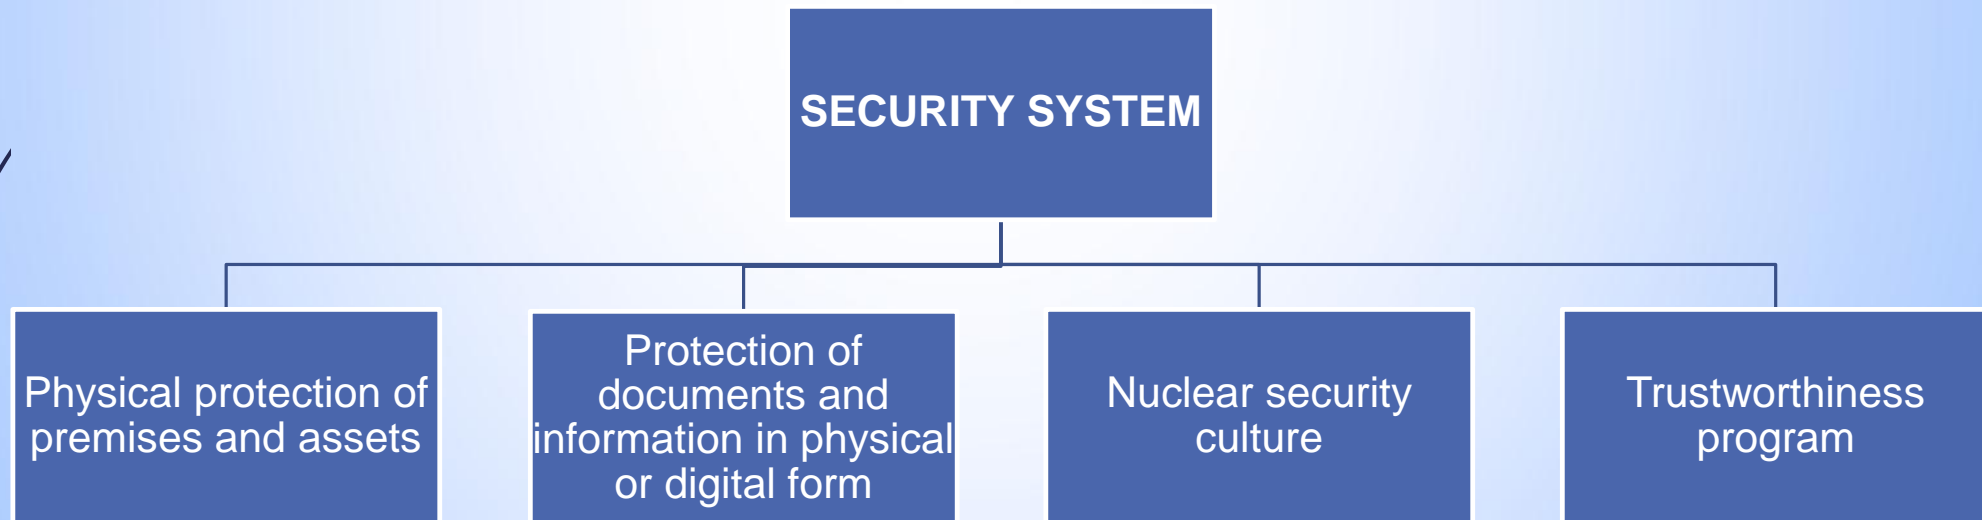 SECURITY SYSTEM
Physical protection of
premises and assets
Protection of
documents and
information in physical
or digital form
Nuclear security
culture
Trustworthiness
program